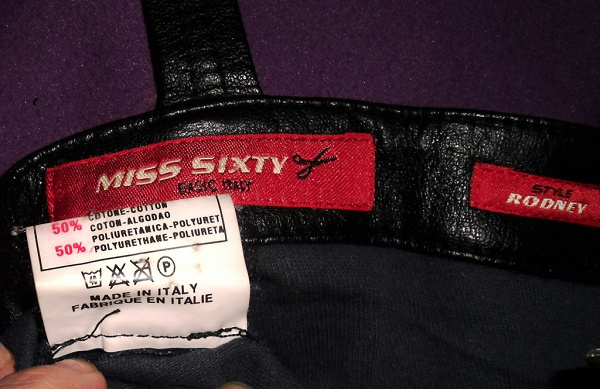 MISS SIXTY
BASIC ITALY
STYLE
RODNEY
COTONE-COTTON
50% COTON-ALGODAO
POLIURETANICA-POLYURET
50% POLYURETHANE-POLIURETA
40
P
MADE IN ITALY
FABRIQUE EN ITALIE